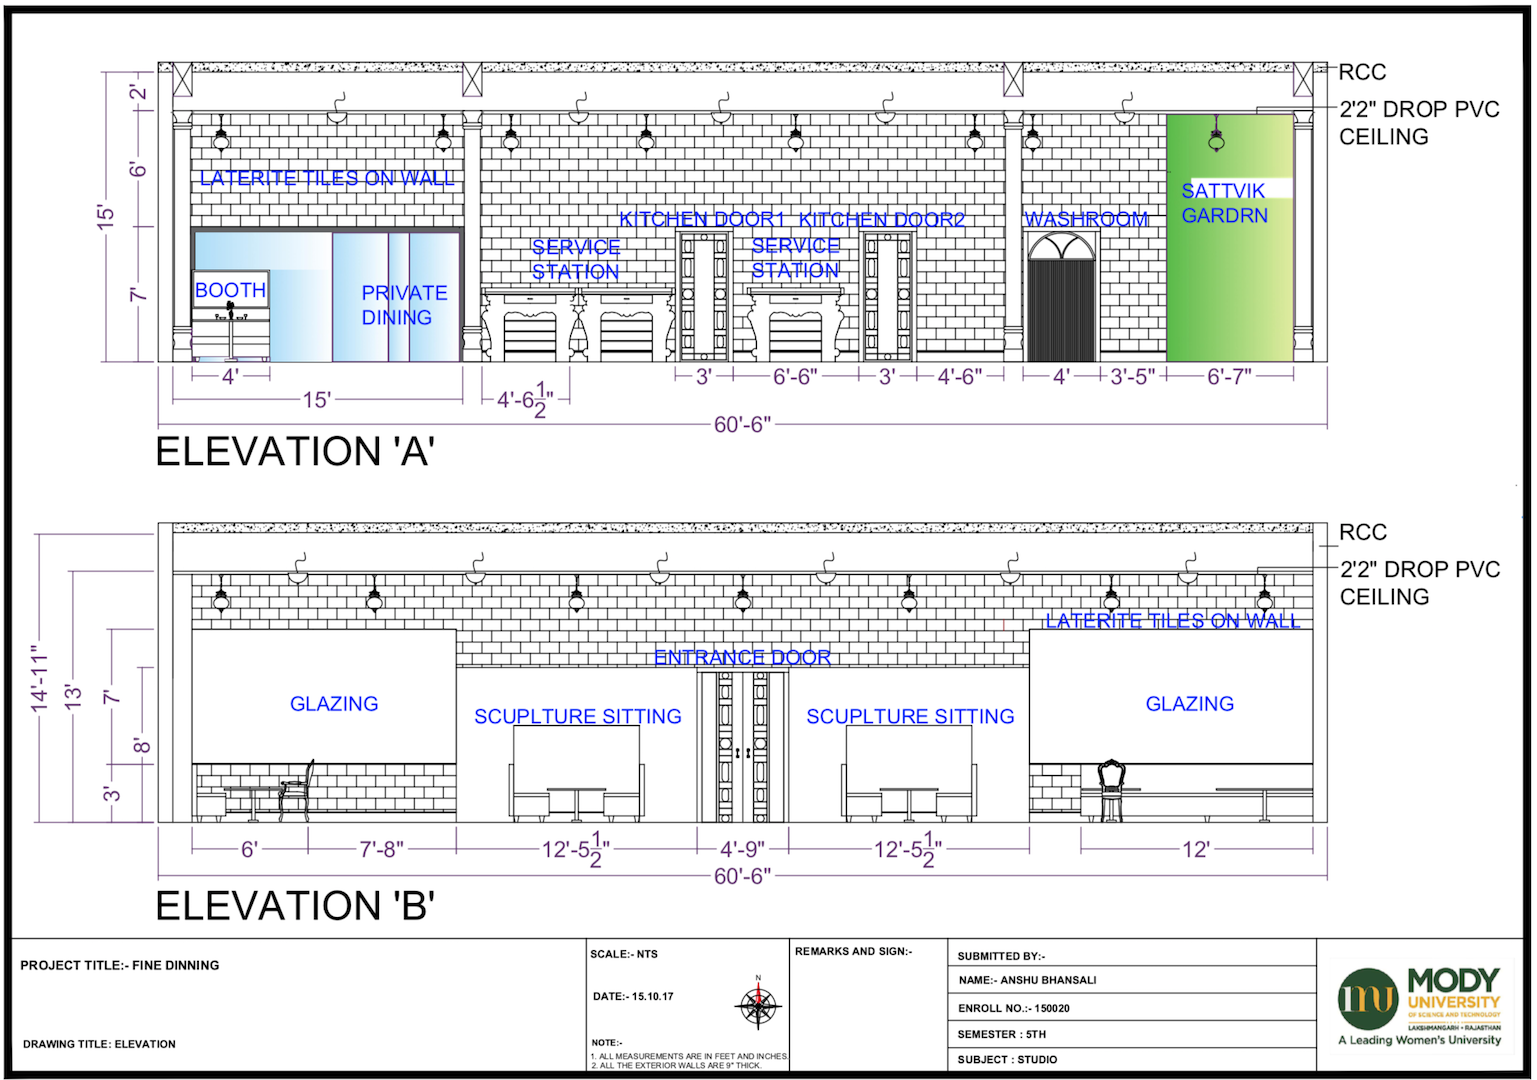 RCC
2'2" DROP PVC
CEILING
2'
6'
15'
7'
LATERITE TILES ON WALL
KITCHEN DOOR1
KITCHEN DOOR2
WASHROOM
SATTVIK
GARDRN
SERVICE
STATION
SERVICE
STATION
BOOTH
PRIVATE
DINING
4'
3'
6'-6"
3'
4'-6"
4'
3'-5"
6'-7"
15'
4'-6 1/2"
60'-6"
ELEVATION 'A'
RCC
2'2" DROP PVC
CEILING
LATERITE TILES ON WALL
ENTRANCE DOOR
GLAZING
SCUPLTURE SITTING
SCUPLTURE SITTING
GLAZING
14'-11"
13'
7'
8'
3'
6'
7'-8"
12'-5 1/2"
4'-9"
12'-5 1/2"
12'
60'-6"
ELEVATION 'B'
PROJECT TITLE:- FINE DINNING
DRAWING TITLE: ELEVATION
SCALE:- NTS
DATE:- 15.10.17
N
NOTE:-
1. ALL MEASUREMENTS ARE IN FEET AND INCHES.
2. ALL THE EXTERIOR WALLS ARE 9" THICK.
REMARKS AND SIGN:-
SUBMITTED BY:-
NAME:- ANSHU BHANSALI
ENROLL NO.:- 150020
SEMESTER : 5TH
SUBJECT : STUDIO
mu
MODY
UNIVERSITY
OF SCIENCE AND TECHNOLOGY
LAKSHMANGARH • RAJASTHAN
A Leading Women's University